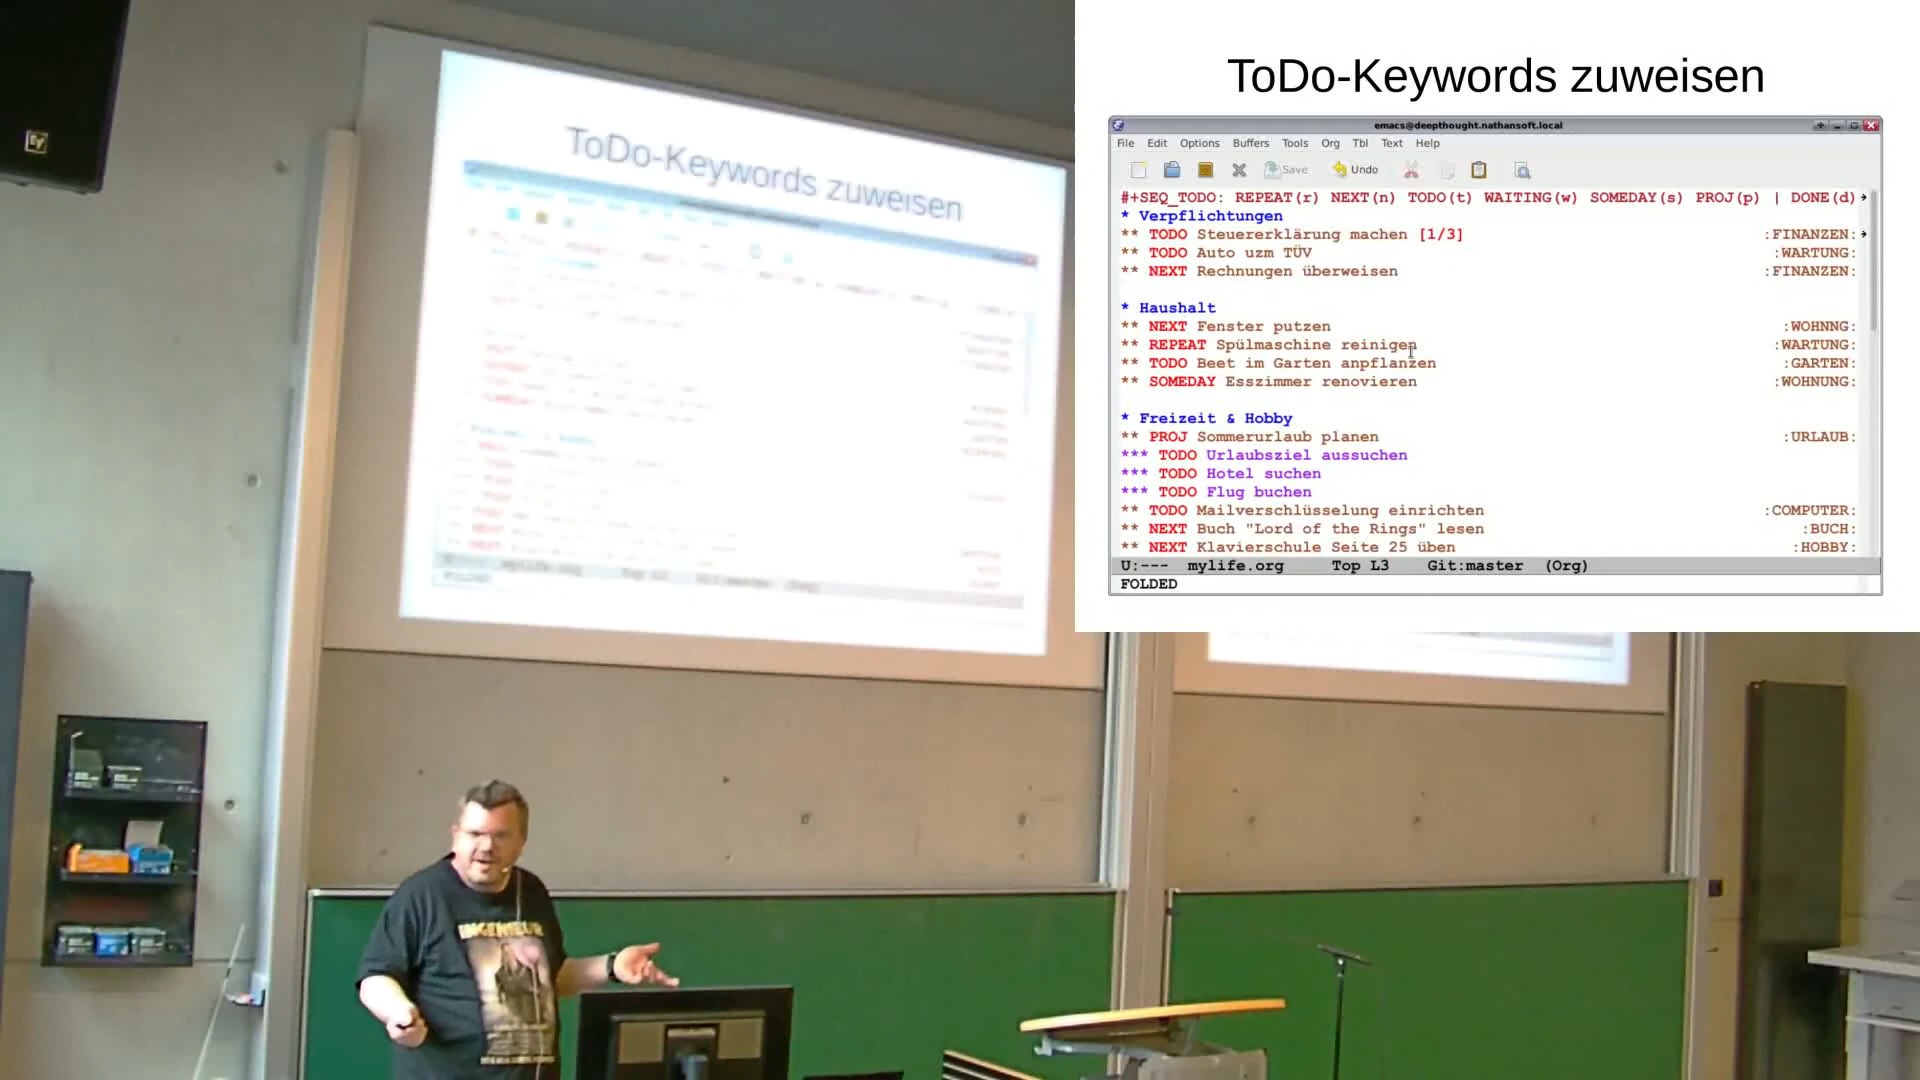 ToDo-Keywords zuweisen
ToDo-Keywords zuweisen
emacs@deepthought.nathansoft.local
File Edit Options Buffers Tools Org Tbl Text Help
Save Undo
#+SEQ_TODO: REPEAT(r) NEXT(n) TODO(t) WAITING(w) SOMEDAY(s) PROJ(p) | DONE(d)
* Verpflichtungen
** TODO Steuererklärung machen [1/3] :FINANZEN:
** TODO Auto uzm TÜV :WARTUNG:
** NEXT Rechnungen überweisen :FINANZEN:
* Haushalt
** NEXT Fenster putzen :WOHNNG:
** REPEAT Spülmaschine reinigen :WARTUNG:
** TODO Beet im Garten anpflanzen :GARTEN:
** SOMEDAY Esszimmer renovieren :WOHNUNG:
* Freizeit & Hobby
** PROJ Sommerurlaub planen :URLAUB:
*** TODO Urlaubsziel aussuchen
*** TODO Hotel suchen
*** TODO Flug buchen
** TODO Mailverschlüsselung einrichten :COMPUTER:
** NEXT Buch "Lord of the Rings" lesen :BUCH:
** NEXT Klavierschule Seite 25 üben :HOBBY:
U:--- mylife.org Top L3 Git:master (Org)
FOLDED
INGENIEUR
EV